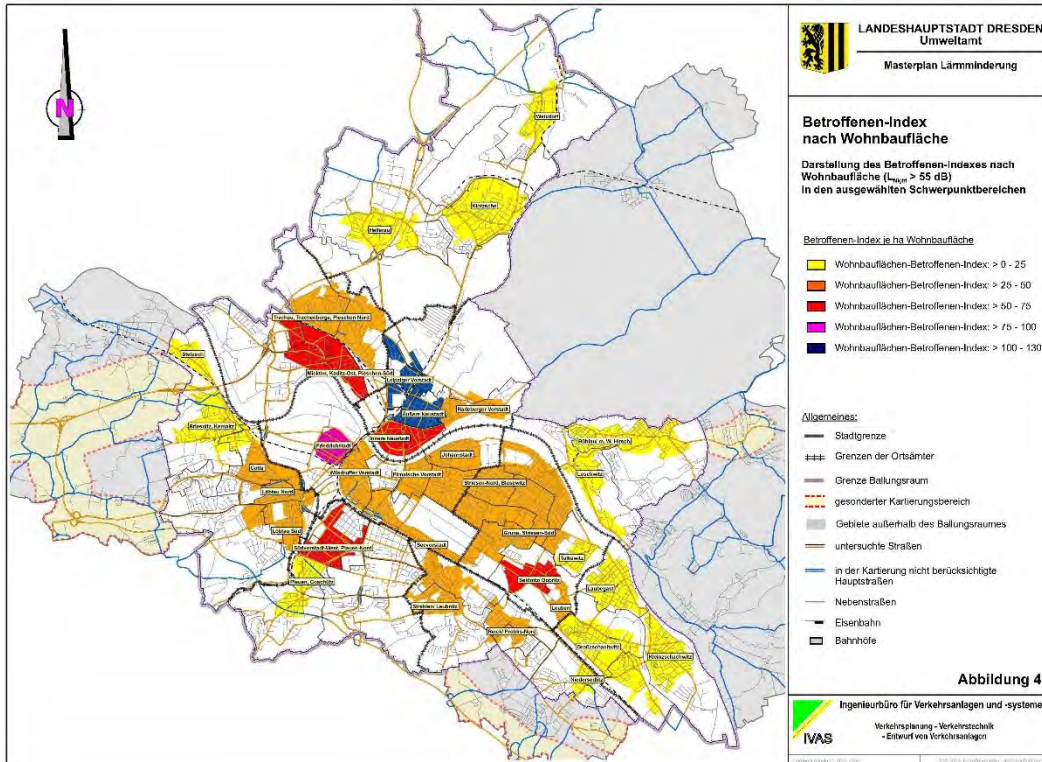 LANDESHAUPTSTADT DRESDEN
Umweltamt
Masterplan Lärmminderung
Betroffenen-Index
nach Wohnbaufläche
Darstellung des Betroffenen-Indexes nach
Wohnbaufläche (LNight > 55 dB)
in den ausgewählten Schwerpunktbereichen
Betroffenen-Index je ha Wohnbaufläche
Wohnbauflächen-Betroffenen-Index: > 0 - 25
Wohnbauflächen-Betroffenen-Index: > 25 - 50
Wohnbauflächen-Betroffenen-Index: > 50 - 75
Wohnbauflächen-Betroffenen-Index: > 75 - 100
Wohnbauflächen-Betroffenen-Index: > 100 - 130
Allgemeines:
Stadtgrenze
Grenzen der Ortsämter
Grenze Ballungsraum
gesonderter Kartierungsbereich
Gebiete außerhalb des Ballungsraumes
untersuchte Straßen
in der Kartierung nicht berücksichtigte
Hauptstraßen
Nebenstraßen
Eisenbahn
Bahnhöfe
Abbildung 4
Ingenieurbüro für Verkehrsanlagen und -systeme
Verkehrsplanung - Verkehrstechnik
- Entwurf von Verkehrsanlagen
IVAS
N
Weixdorf
Klotzsche
Hellerau
Trachau, Trachenberge, Pieschen Nord
Stetzsch
Mickten, Kaditz-Ost, Pieschen-Süd
Leipziger Vorstadt
Radeberger Vorstadt
Äußere Neustadt
Briesnitz, Kemnitz
Innere Neustadt
Friedrichstadt
Bühlau m. W. Hirsch
Johannstadt
Cotta
Wilsdruffer Vorstadt
Pirnaische Vorstadt
Loschwitz
Striesen-Nord, Blasewitz
Löbtau Nord
Löbtau Süd
Gruna, Striesen-Süd
Südvorstadt-West, Plauen-Nord
Seevorstadt
Tolkewitz
Plauen, Coschütz
Seidnitz Dobritz
Laubegast
Strehlen/ Leubnitz
Leuben
Reick/ Prohlis-Nord
Großzschachwitz
Kleinzschachwitz
Niedersedlitz